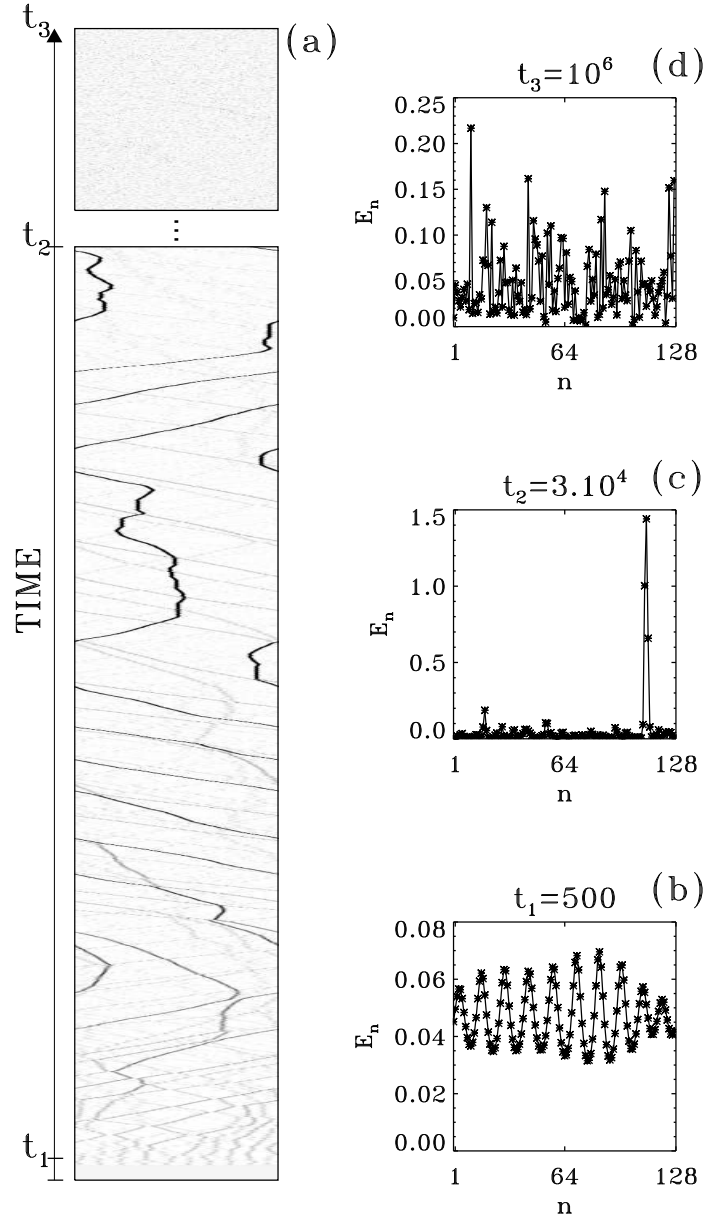 t3
(a)
t2
TIME
t1
(d)
t3=10^6
0.25
0.20
0.15
0.10
0.05
0.00
En
1 64 128
n
(c)
t2=3.10^4
1.5
1.0
0.5
0.0
En
1 64 128
n
(b)
t1=500
0.08
0.06
0.04
0.02
0.00
En
1 64 128
n